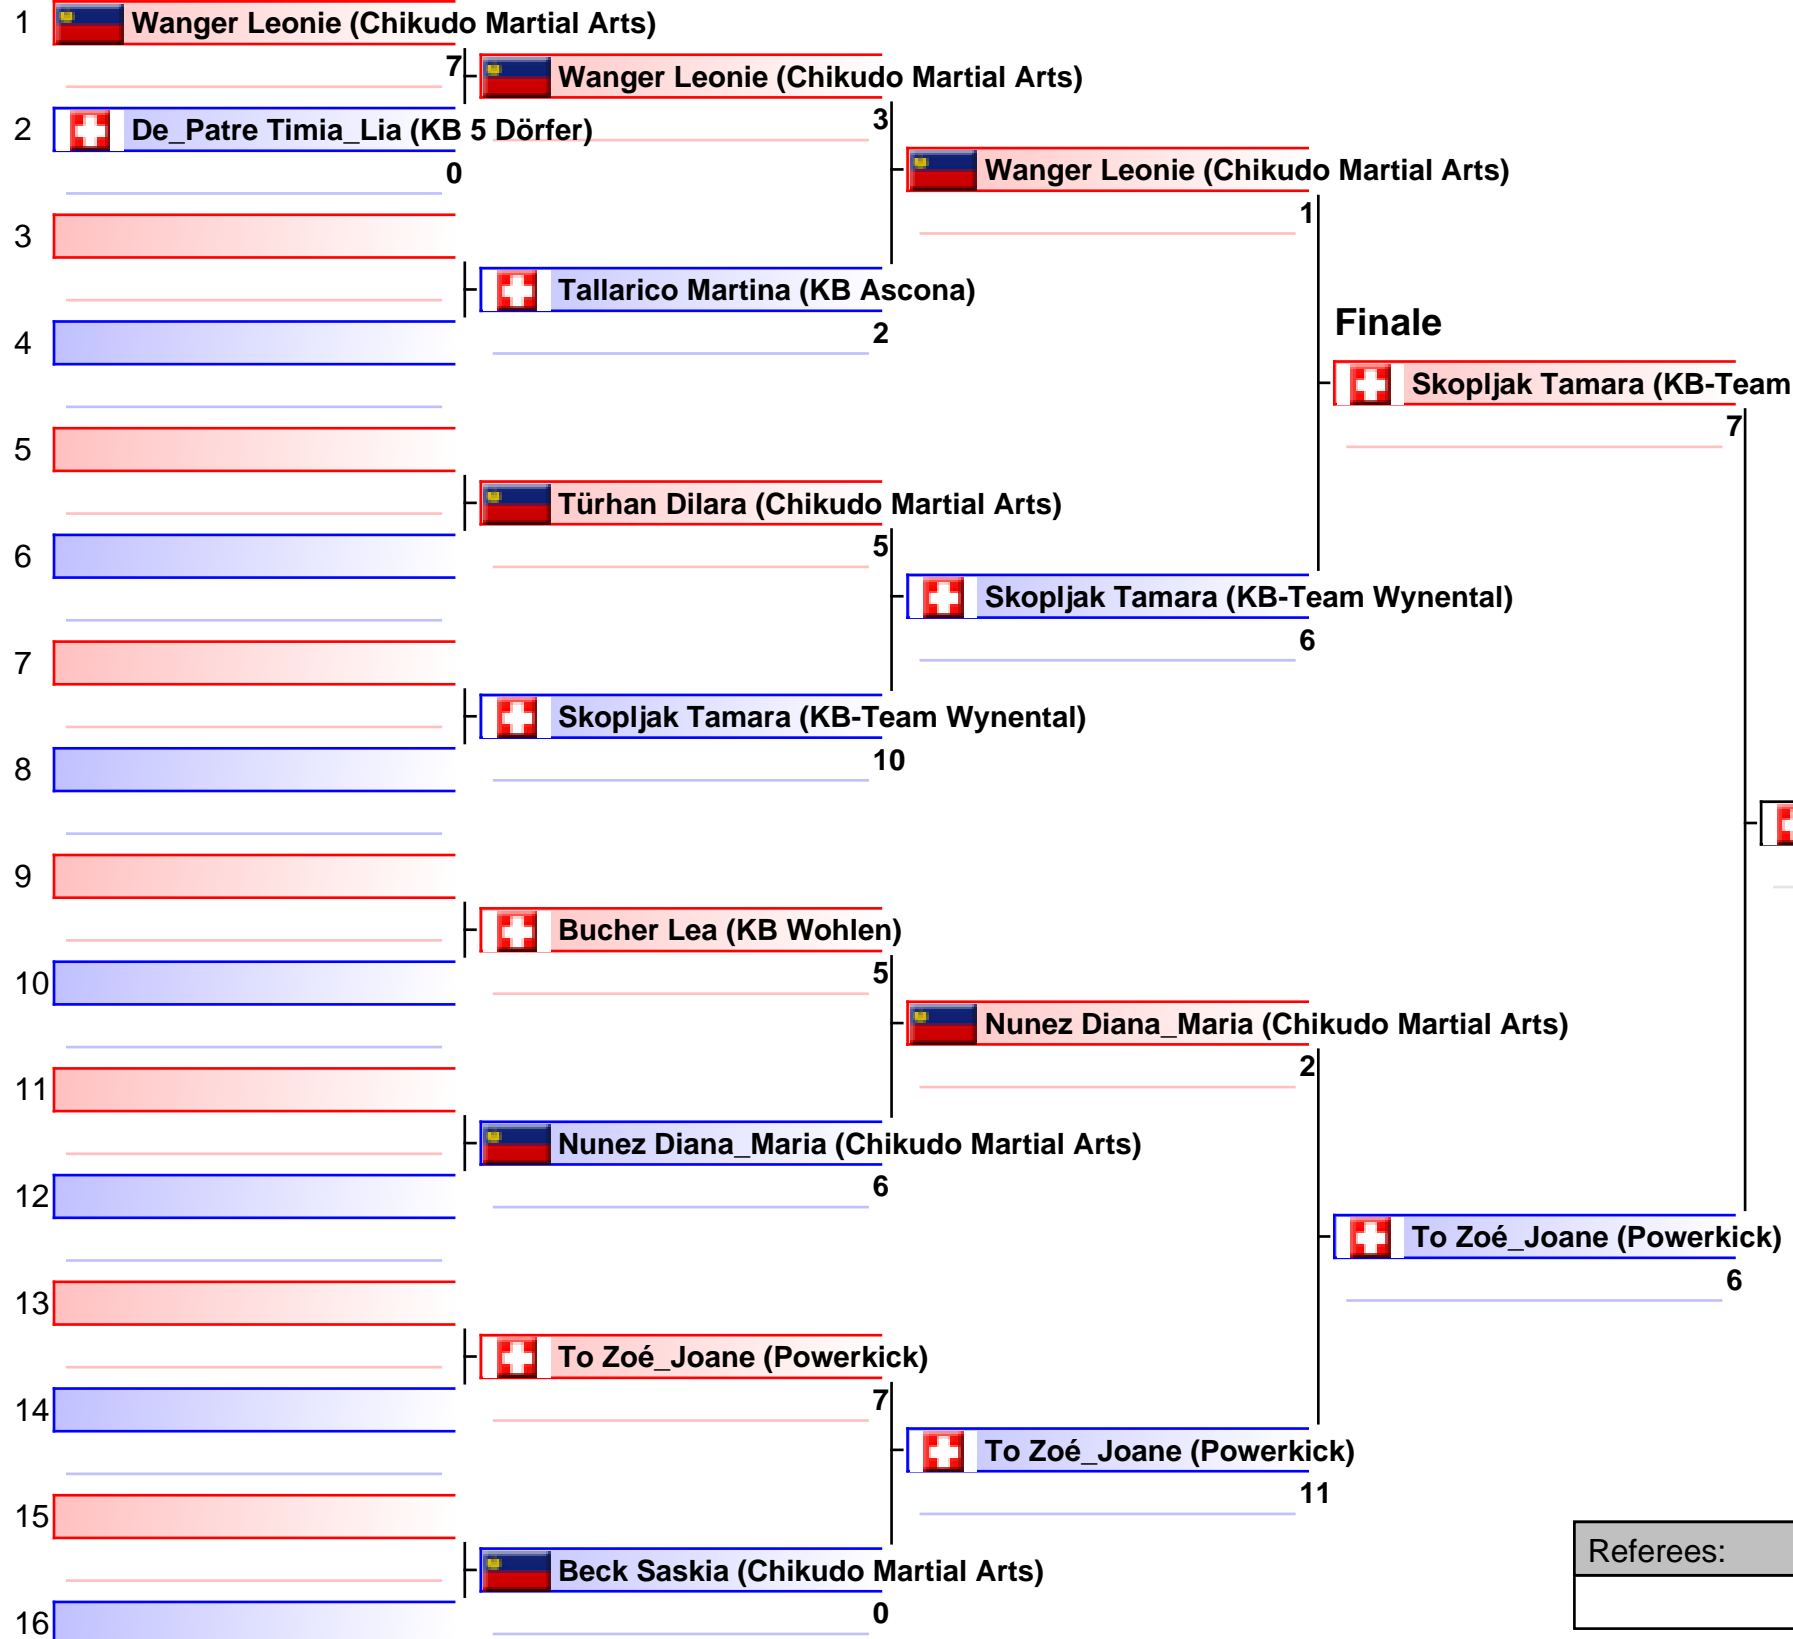 1 Wanger Leonie (Chikudo Martial Arts)
7 Wanger Leonie (Chikudo Martial Arts)
3
2 De_Patre Timia_Lia (KB 5 Dörfer)
0
Wanger Leonie (Chikudo Martial Arts)
1
3
Tallarico Martina (KB Ascona)
2
4
Finale
Skopljak Tamara (KB-Team
7
5
Türhan Dilara (Chikudo Martial Arts)
5
6
Skopljak Tamara (KB-Team Wynental)
6
7
Skopljak Tamara (KB-Team Wynental)
10
8
9
Bucher Lea (KB Wohlen)
5
10
Nunez Diana_Maria (Chikudo Martial Arts)
2
11
Nunez Diana_Maria (Chikudo Martial Arts)
6
12
To Zoé_Joane (Powerkick)
6
13
To Zoé_Joane (Powerkick)
7
14
To Zoé_Joane (Powerkick)
11
15
Referees:
Beck Saskia (Chikudo Martial Arts)
0
16